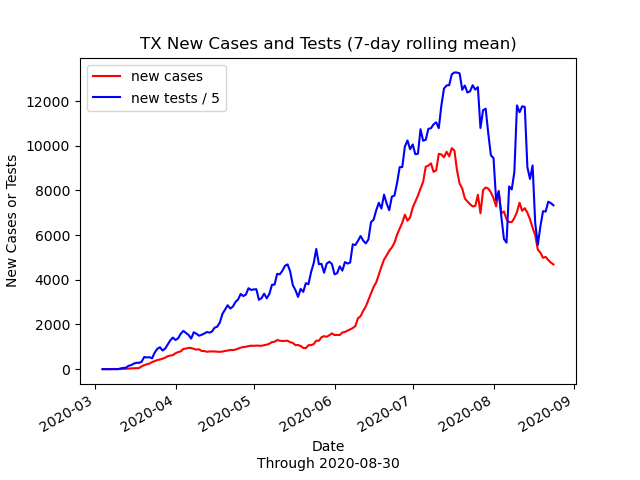 TX New Cases and Tests (7-day rolling mean)
new cases
new tests / 5
12000
10000
8000
6000
4000
2000
0
New Cases or Tests
2020-03
2020-04
2020-05
2020-06
2020-07
2020-08
2020-09
Date
Through 2020-08-30